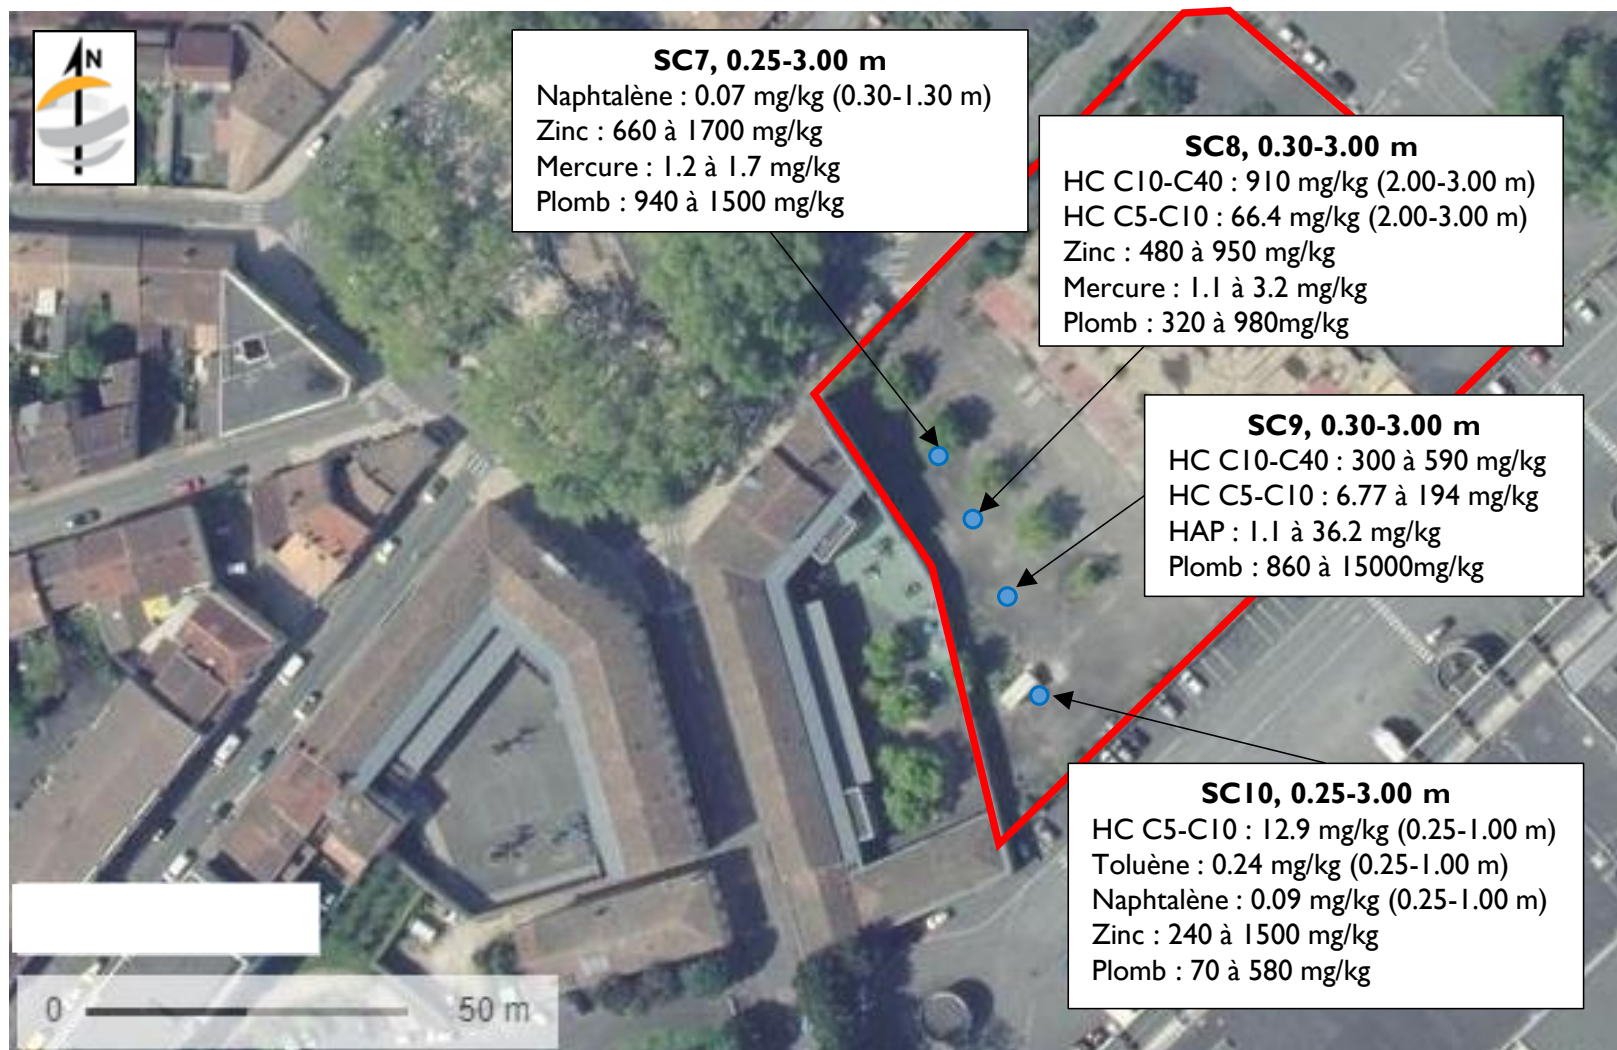 N
SC7, 0.25-3.00 m
Naphtalène : 0.07 mg/kg (0.30-1.30 m)
Zinc : 660 à 1700 mg/kg
Mercure : 1.2 à 1.7 mg/kg
Plomb : 940 à 1500 mg/kg
SC8, 0.30-3.00 m
HC C10-C40 : 910 mg/kg (2.00-3.00 m)
HC C5-C10 : 66.4 mg/kg (2.00-3.00 m)
Zinc : 480 à 950 mg/kg
Mercure : 1.1 à 3.2 mg/kg
Plomb : 320 à 980mg/kg
SC9, 0.30-3.00 m
HC C10-C40 : 300 à 590 mg/kg
HC C5-C10 : 6.77 à 194 mg/kg
HAP : 1.1 à 36.2 mg/kg
Plomb : 860 à 15000mg/kg
SC10, 0.25-3.00 m
HC C5-C10 : 12.9 mg/kg (0.25-1.00 m)
Toluène : 0.24 mg/kg (0.25-1.00 m)
Naphtalène : 0.09 mg/kg (0.25-1.00 m)
Zinc : 240 à 1500 mg/kg
Plomb : 70 à 580 mg/kg
0 50 m